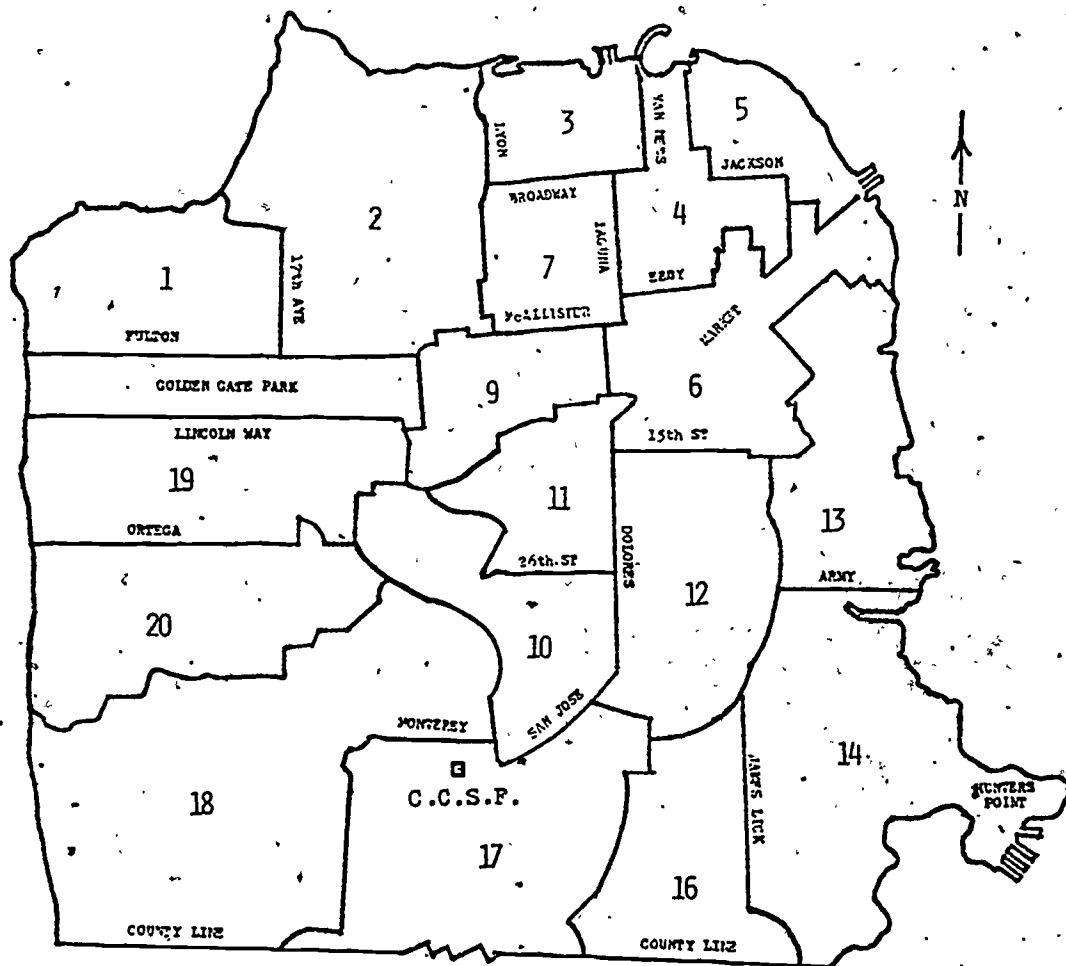 3
5
LYON
VAN NESS
JACKSON
N
BROADWAY
2
4
LAGUNA
7
1
17th AVE
EDDY
McALLISTER
FULTON
MARKET
GOLDEN GATE PARK
9
6
LINCOLN WAY
15th ST
19
11
13
ORTEGA
DOLORES
26th.ST
ARMY
12
20
10
SAN JOSE
MONTEREY
14
JAMES LICK
C.C.S.F.
HUNTERS
POINT
18
17
16
COUNTY LINE
COUNTY LINE